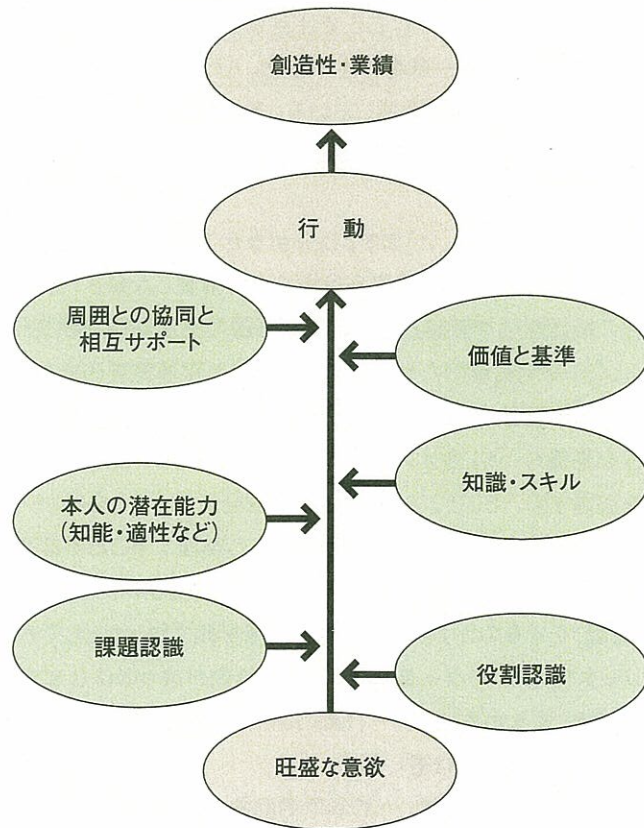 創造性・業績
行 動
周囲との協同と
相互サポート
価値と基準
知識・スキル
本人の潜在能力
(知能・適性など)
課題認識
役割認識
旺盛な意欲